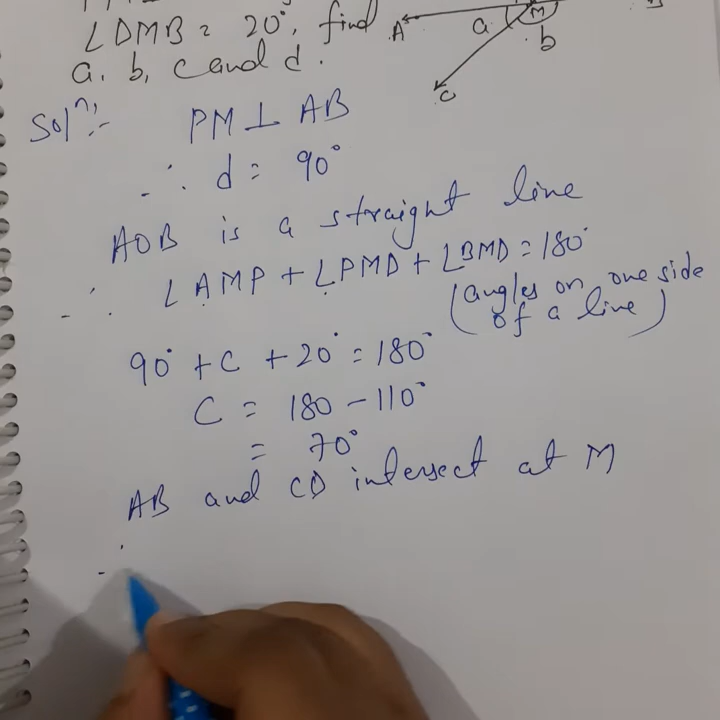 ∠DMB = 20°, find
a, b, c and d.
A
a
M
b
C
Solⁿ:-
PM ⊥ AB
∴ d = 90°
AOB is a straight line
∴ ∠AMP + ∠PMD + ∠BMD = 180°
(angles on one side
of a line)
90° + C + 20° = 180°
C = 180 - 110°
= 70°
AB and CD intersect at M